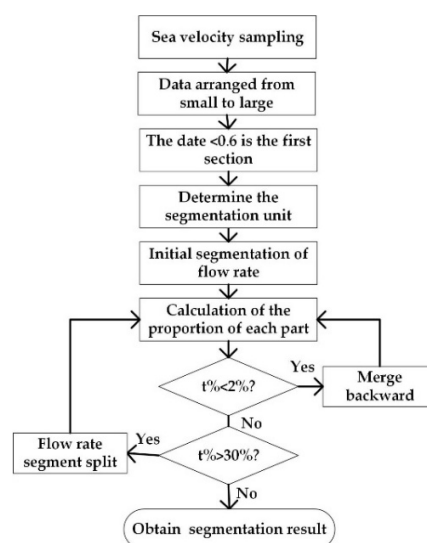 Sea velocity sampling
Data arranged from
small to large
The date <0.6 is the first
section
Determine the
segmentation unit
Initial segmentation of
flow rate
Calculation of the
proportion of each part
t%<2%?
Yes
Merge
backward
No
t%>30%?
Yes
Flow rate
segment split
No
Obtain segmentation result